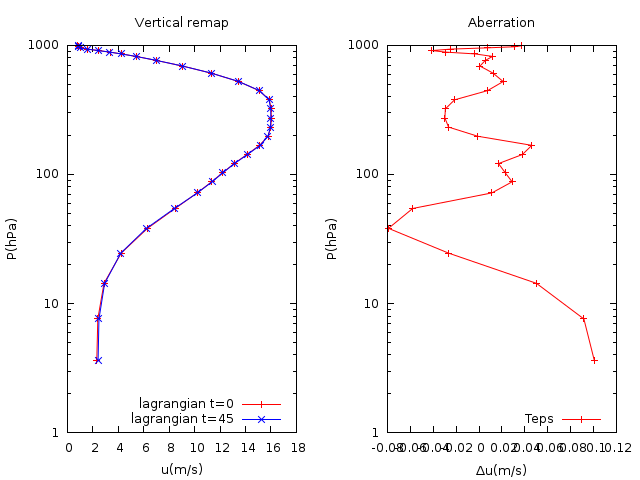 Vertical remap
1000
100
10
1
P(hPa)
lagrangian t=0
lagrangian t=45
0 2 4 6 8 10 12 14 16 18
u(m/s)
Aberration
1000
100
10
1
P(hPa)
Teps
-0.08 -0.06 -0.04 -0.02 0 0.02 0.04 0.06 0.08 0.10 0.12
Δu(m/s)